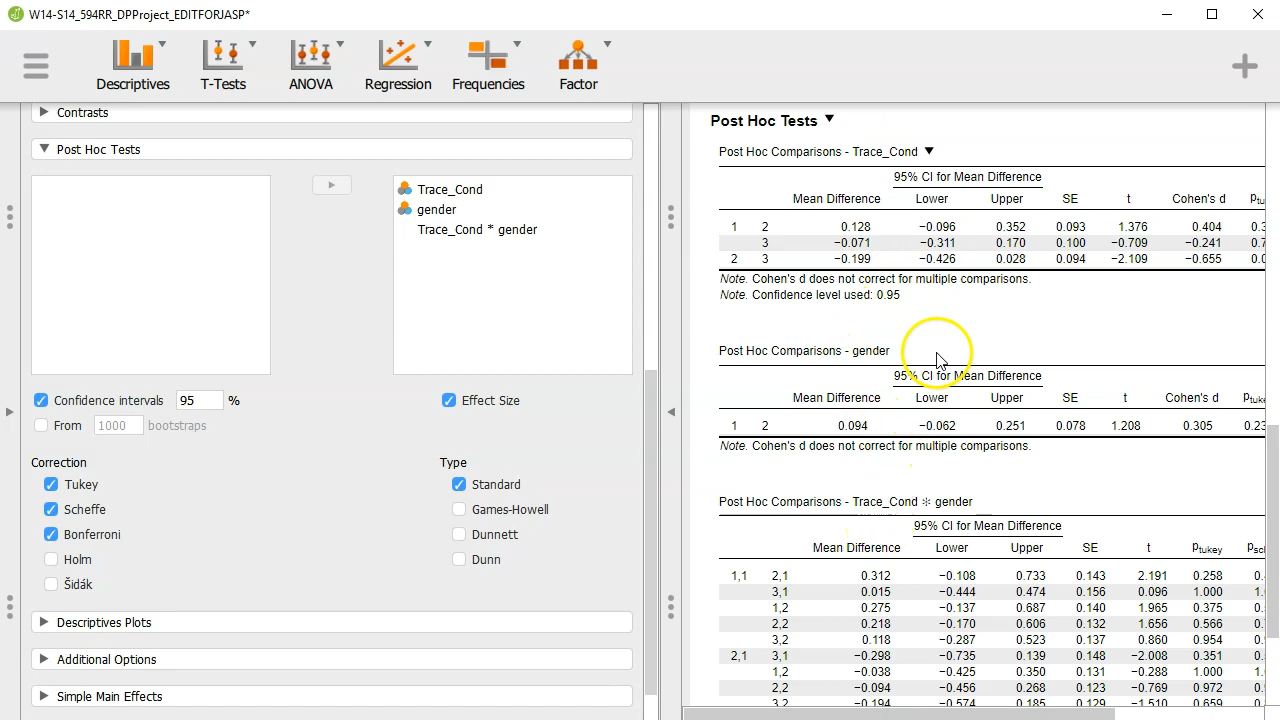 W14-S14_594RR_DPProject_EDITFORJASP*
Descriptives
T-Tests
ANOVA
Regression
Frequencies
Factor
Contrasts
Post Hoc Tests
Trace_Cond
gender
Trace_Cond * gender
Confidence intervals 95 %
Effect Size
From 1000 bootstraps
Correction
Type
Tukey
Standard
Scheffe
Games-Howell
Bonferroni
Dunnett
Holm
Dunn
Šidák
Descriptives Plots
Additional Options
Simple Main Effects
Post Hoc Tests
Post Hoc Comparisons - Trace_Cond
95% CI for Mean Difference
Mean Difference Lower Upper SE t Cohen's d
1 2 0.128 −0.096 0.352 0.093 1.376 0.404
3 −0.071 −0.311 0.170 0.100 −0.709 −0.241
2 3 −0.199 −0.426 0.028 0.094 −2.109 −0.655
Note. Cohen's d does not correct for multiple comparisons.
Note. Confidence level used: 0.95
Post Hoc Comparisons - gender
95% CI for Mean Difference
Mean Difference Lower Upper SE t Cohen's d
1 2 0.094 −0.062 0.251 0.078 1.208 0.305
Note. Cohen's d does not correct for multiple comparisons.
Post Hoc Comparisons - Trace_Cond ✻ gender
95% CI for Mean Difference
Mean Difference Lower Upper SE t ptukey
1,1 2,1 0.312 −0.108 0.733 0.143 2.191 0.258
3,1 0.015 −0.444 0.474 0.156 0.096 1.000
1,2 0.275 −0.137 0.687 0.140 1.965 0.375
2,2 0.218 −0.170 0.606 0.132 1.656 0.566
3,2 0.118 −0.287 0.523 0.137 0.860 0.954
2,1 3,1 −0.298 −0.735 0.139 0.148 −2.008 0.351
1,2 −0.038 −0.425 0.350 0.131 −0.288 1.000
2,2 −0.094 −0.456 0.268 0.123 −0.769 0.972
3,2 −0.194 −0.574 0.185 0.129 −1.510 0.659